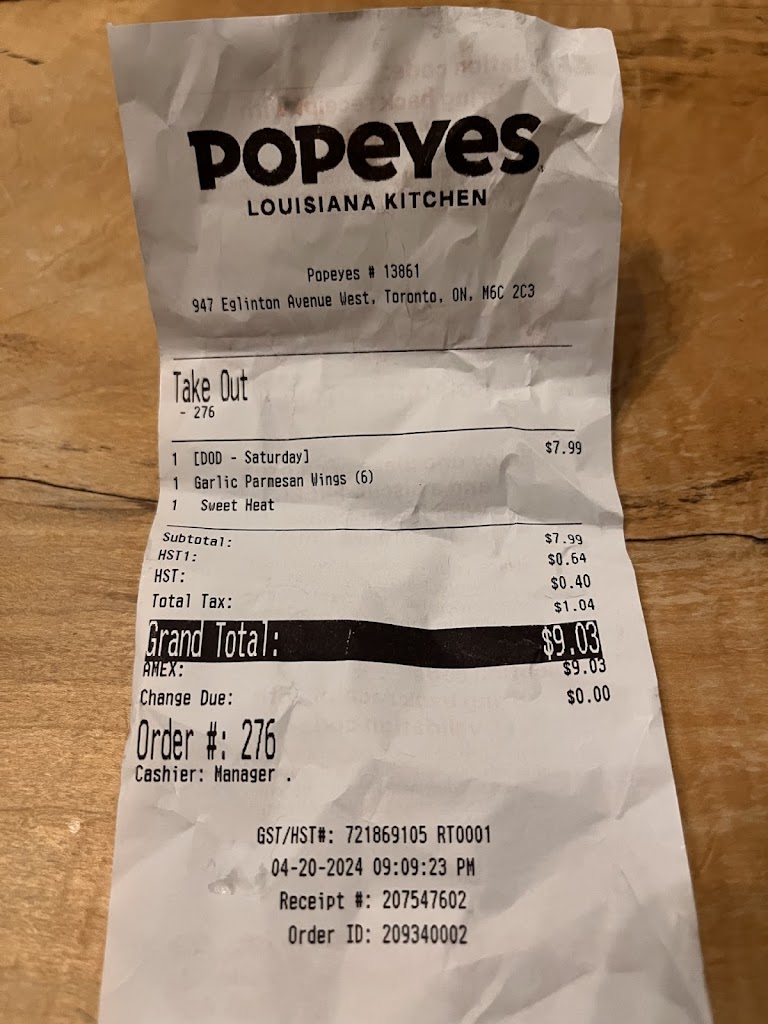 POPEYES
LOUISIANA KITCHEN
Popeyes # 13861
947 Eglinton Avenue West, Toronto, ON, M6C 2C3
Take Out
- 276
1 [DOD - Saturday] $7.99
1 Garlic Parmesan Wings (6)
1 Sweet Heat
Subtotal: $7.99
HST1: $0.64
HST: $0.40
Total Tax: $1.04
Grand Total: $9.03
AMEX: $9.03
Change Due: $0.00
Order #: 276
Cashier: Manager .
GST/HST#: 721869105 RT0001
04-20-2024 09:09:23 PM
Receipt #: 207547602
Order ID: 209340002